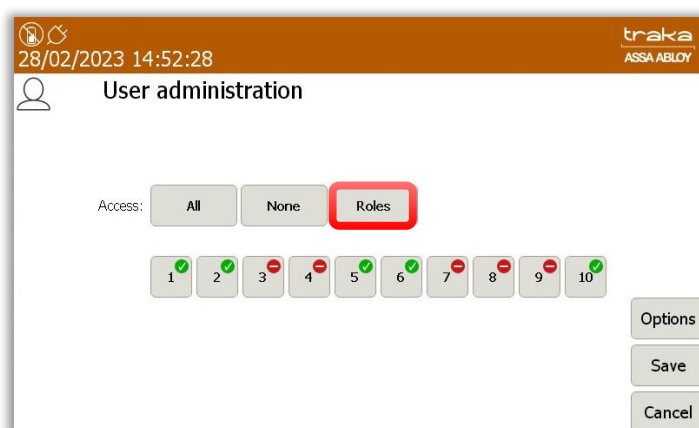 traka
28/02/2023 14:52:28
ASSA ABLOY
User administration
Access: All None Roles
1 2 3 4 5 6 7 8 9 10
Options
Save
Cancel